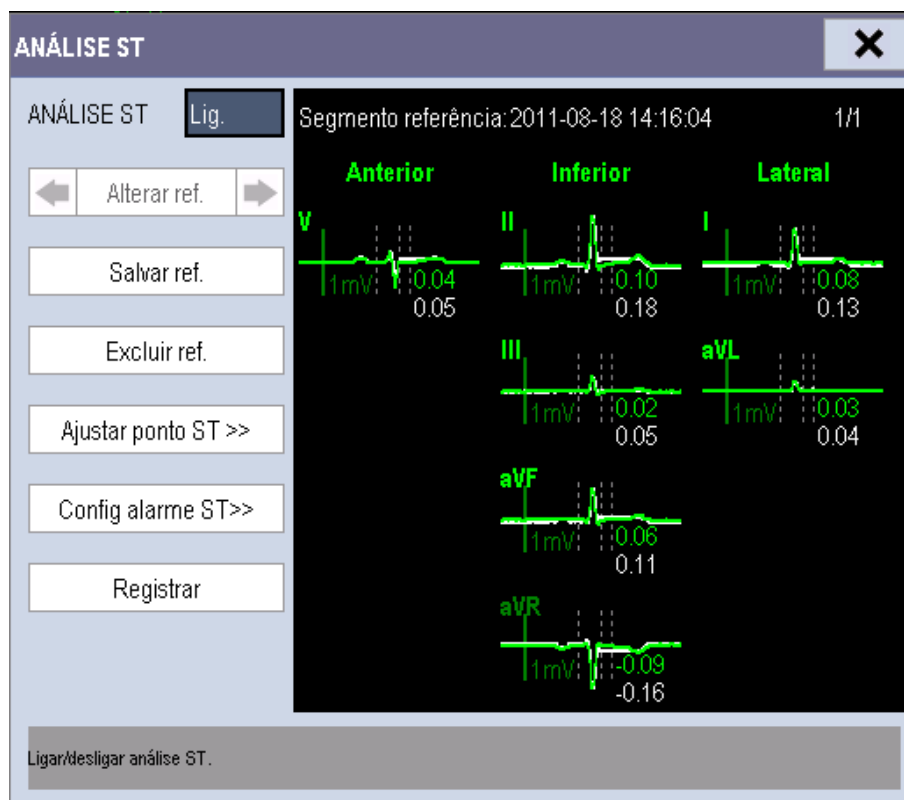 ANÁLISE ST
ANÁLISE ST Lig.
Alterar ref.
Salvar ref.
Excluir ref.
Ajustar ponto ST >>
Config alarme ST>>
Registrar
Segmento referência:2011-08-18 14:16:04 1/1
Anterior Inferior Lateral
V II I
1mV 0.04 1mV 0.10 1mV 0.08
0.05 0.18 0.13
III aVL
1mV 0.02 1mV 0.03
0.05 0.04
aVF
1mV 0.06
0.11
aVR
1mV -0.09
-0.16
Ligar/desligar análise ST.